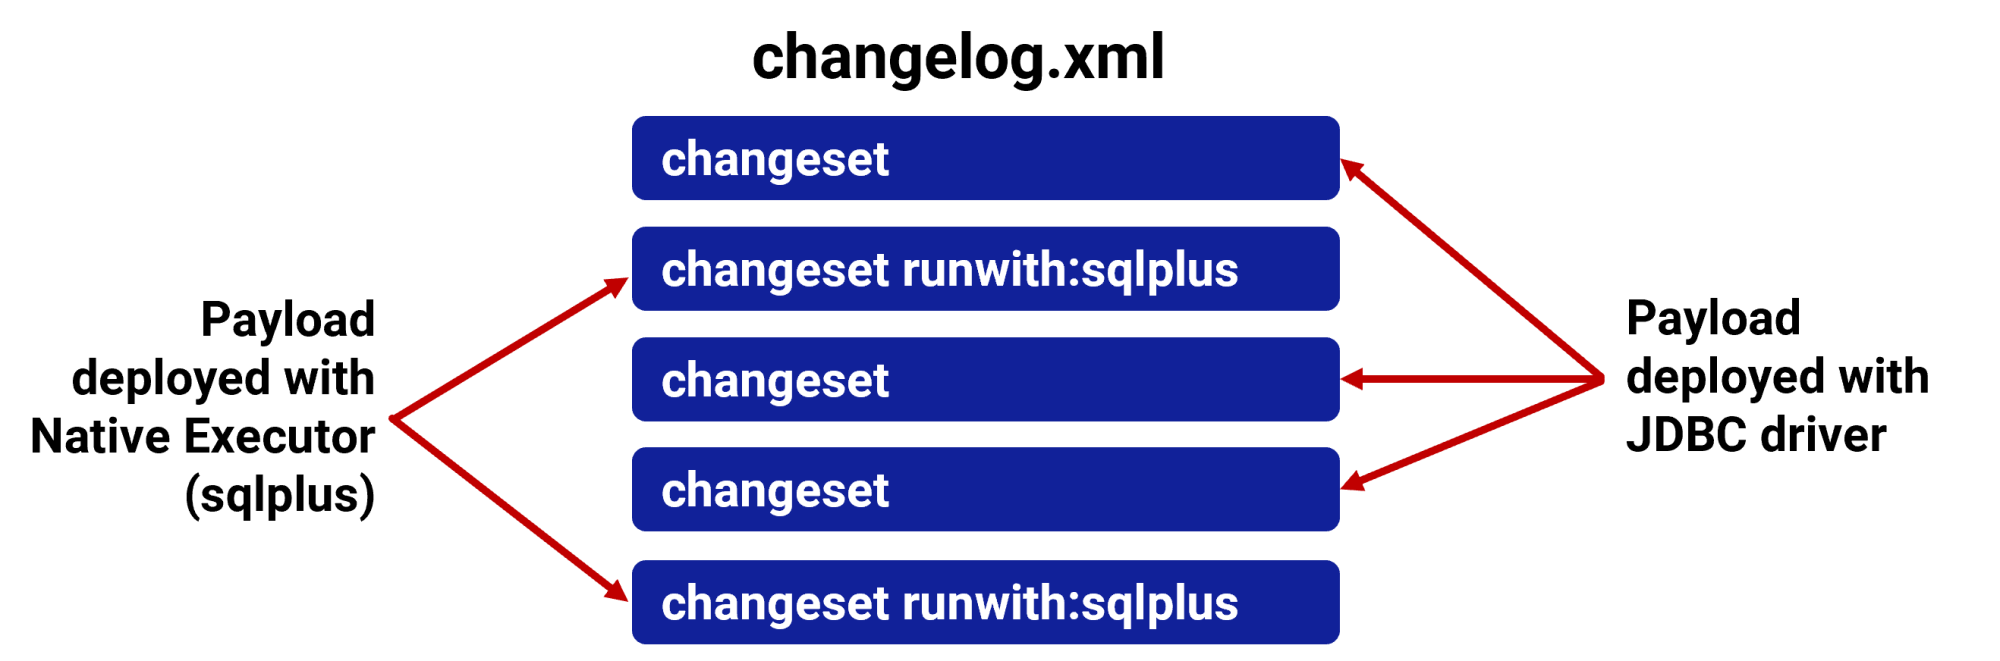 changelog.xml
changeset
changeset runwith:sqlplus
changeset
changeset
changeset runwith:sqlplus
Payload
deployed with
Native Executor
(sqlplus)
Payload
deployed with
JDBC driver